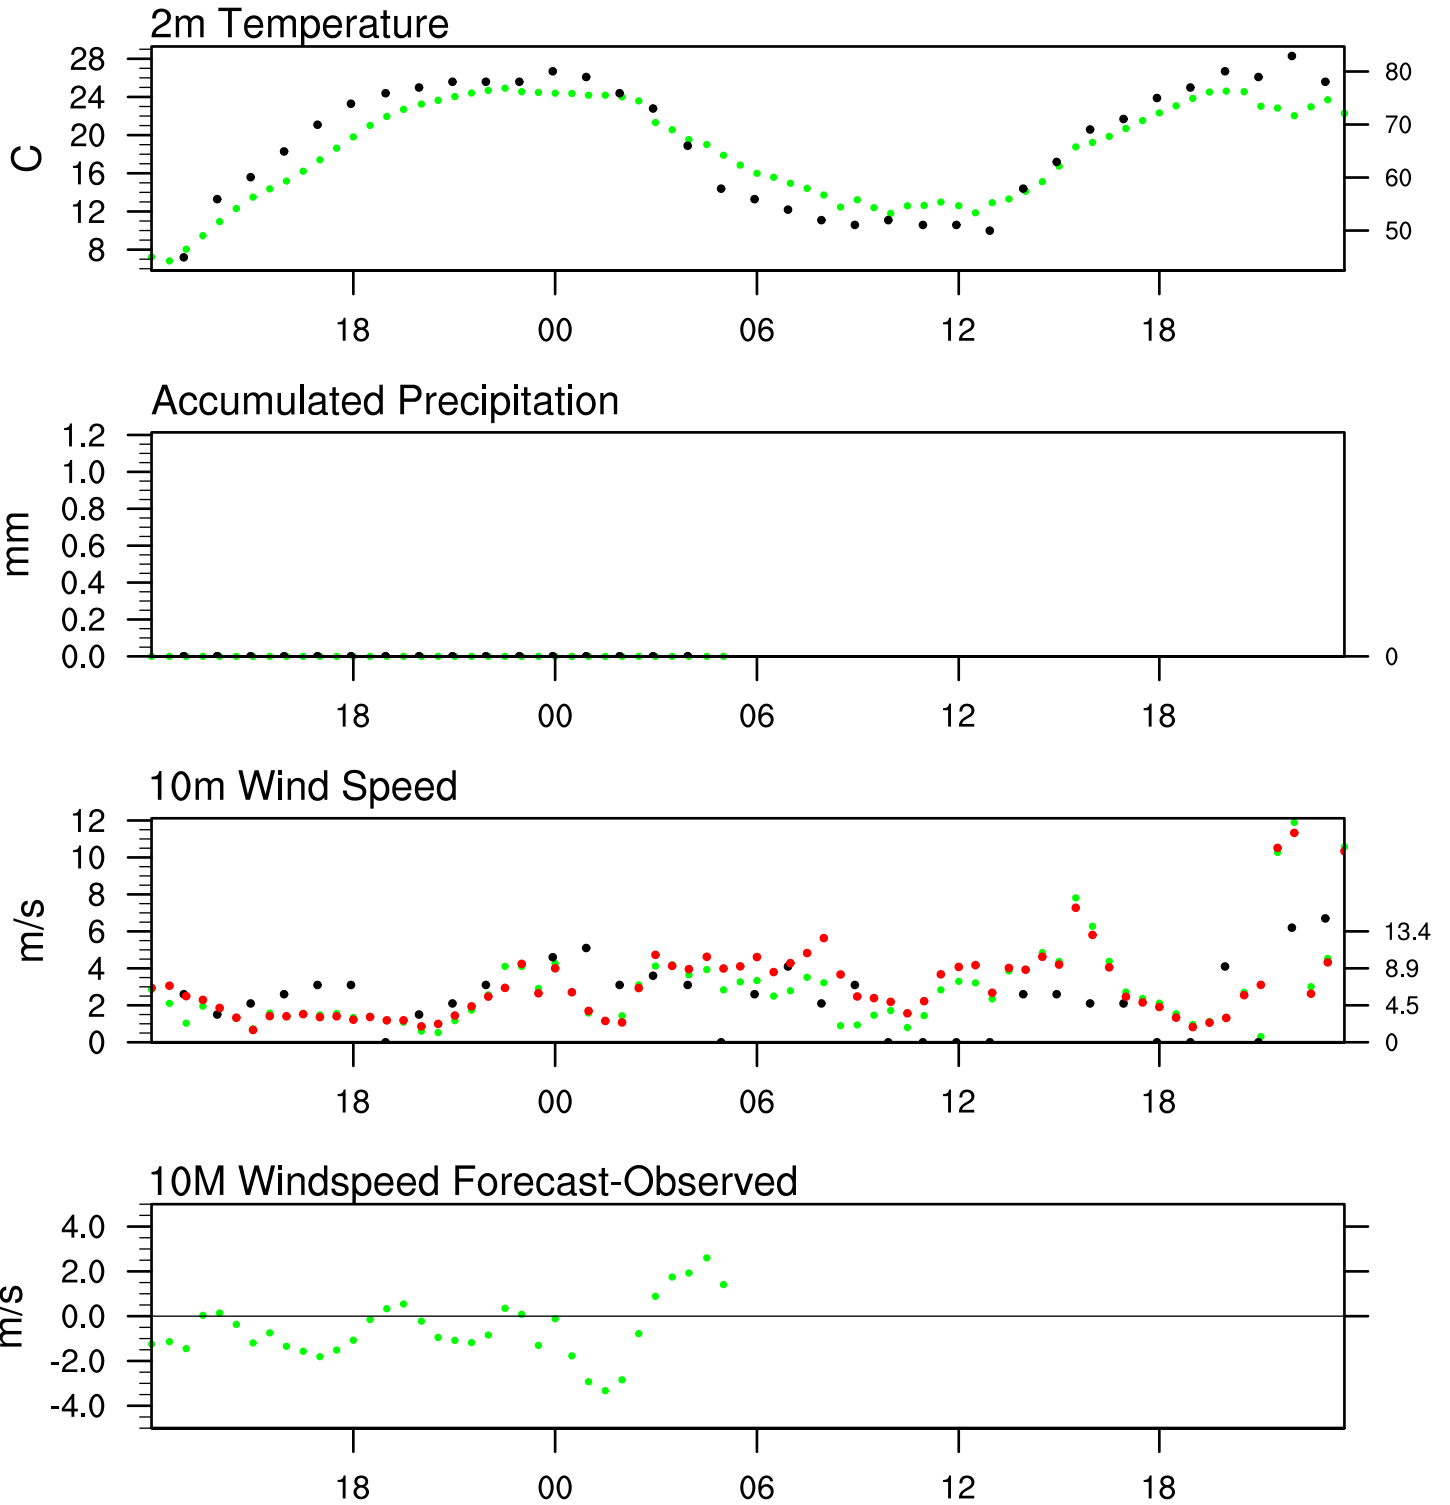 2m Temperature
28
24
20
16
12
8
C
80
70
60
50
18 00 06 12 18
Accumulated Precipitation
1.2
1.0
0.8
0.6
0.4
0.2
0.0
mm
0
18 00 06 12 18
10m Wind Speed
12
10
8
6
4
2
0
m/s
13.4
8.9
4.5
0
18 00 06 12 18
10M Windspeed Forecast-Observed
4.0
2.0
0.0
-2.0
-4.0
m/s
18 00 06 12 18